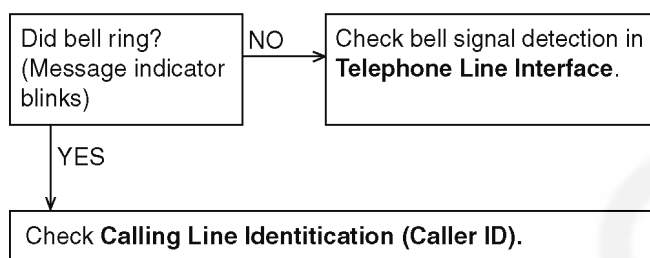 Did bell ring?
(Message indicator
blinks)
NO
Check bell signal detection in
Telephone Line Interface.
YES
Check Calling Line Identitication (Caller ID).